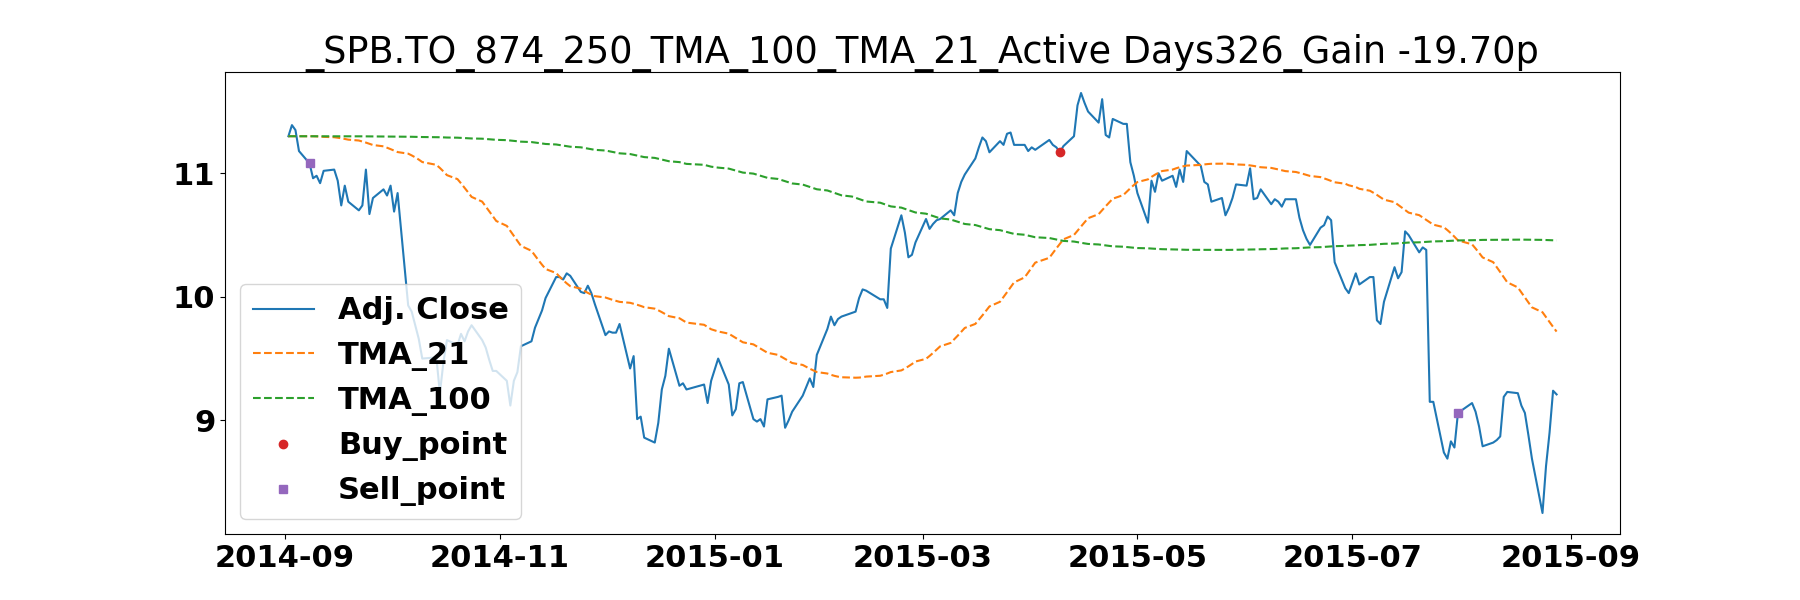 _SPB.TO_874_250_TMA_100_TMA_21_Active Days326_Gain -19.70p
11
10
9
Adj. Close
TMA_21
TMA_100
Buy_point
Sell_point
2014-09 2014-11 2015-01 2015-03 2015-05 2015-07 2015-09